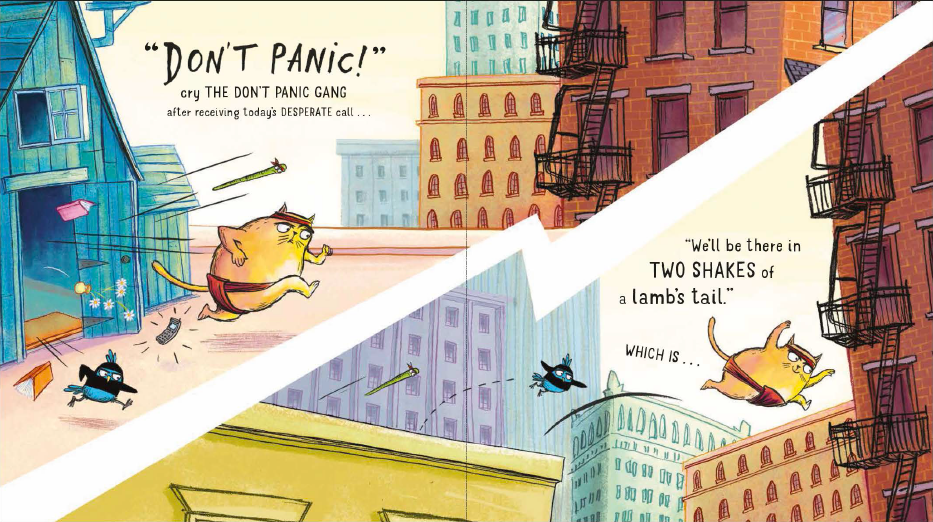 “DON'T PANIC!”
cry THE DON'T PANIC GANG
after receiving today's DESPERATE call . . .
“We'll be there in
TWO SHAKES of
a lamb's tail.”
WHICH IS . . .